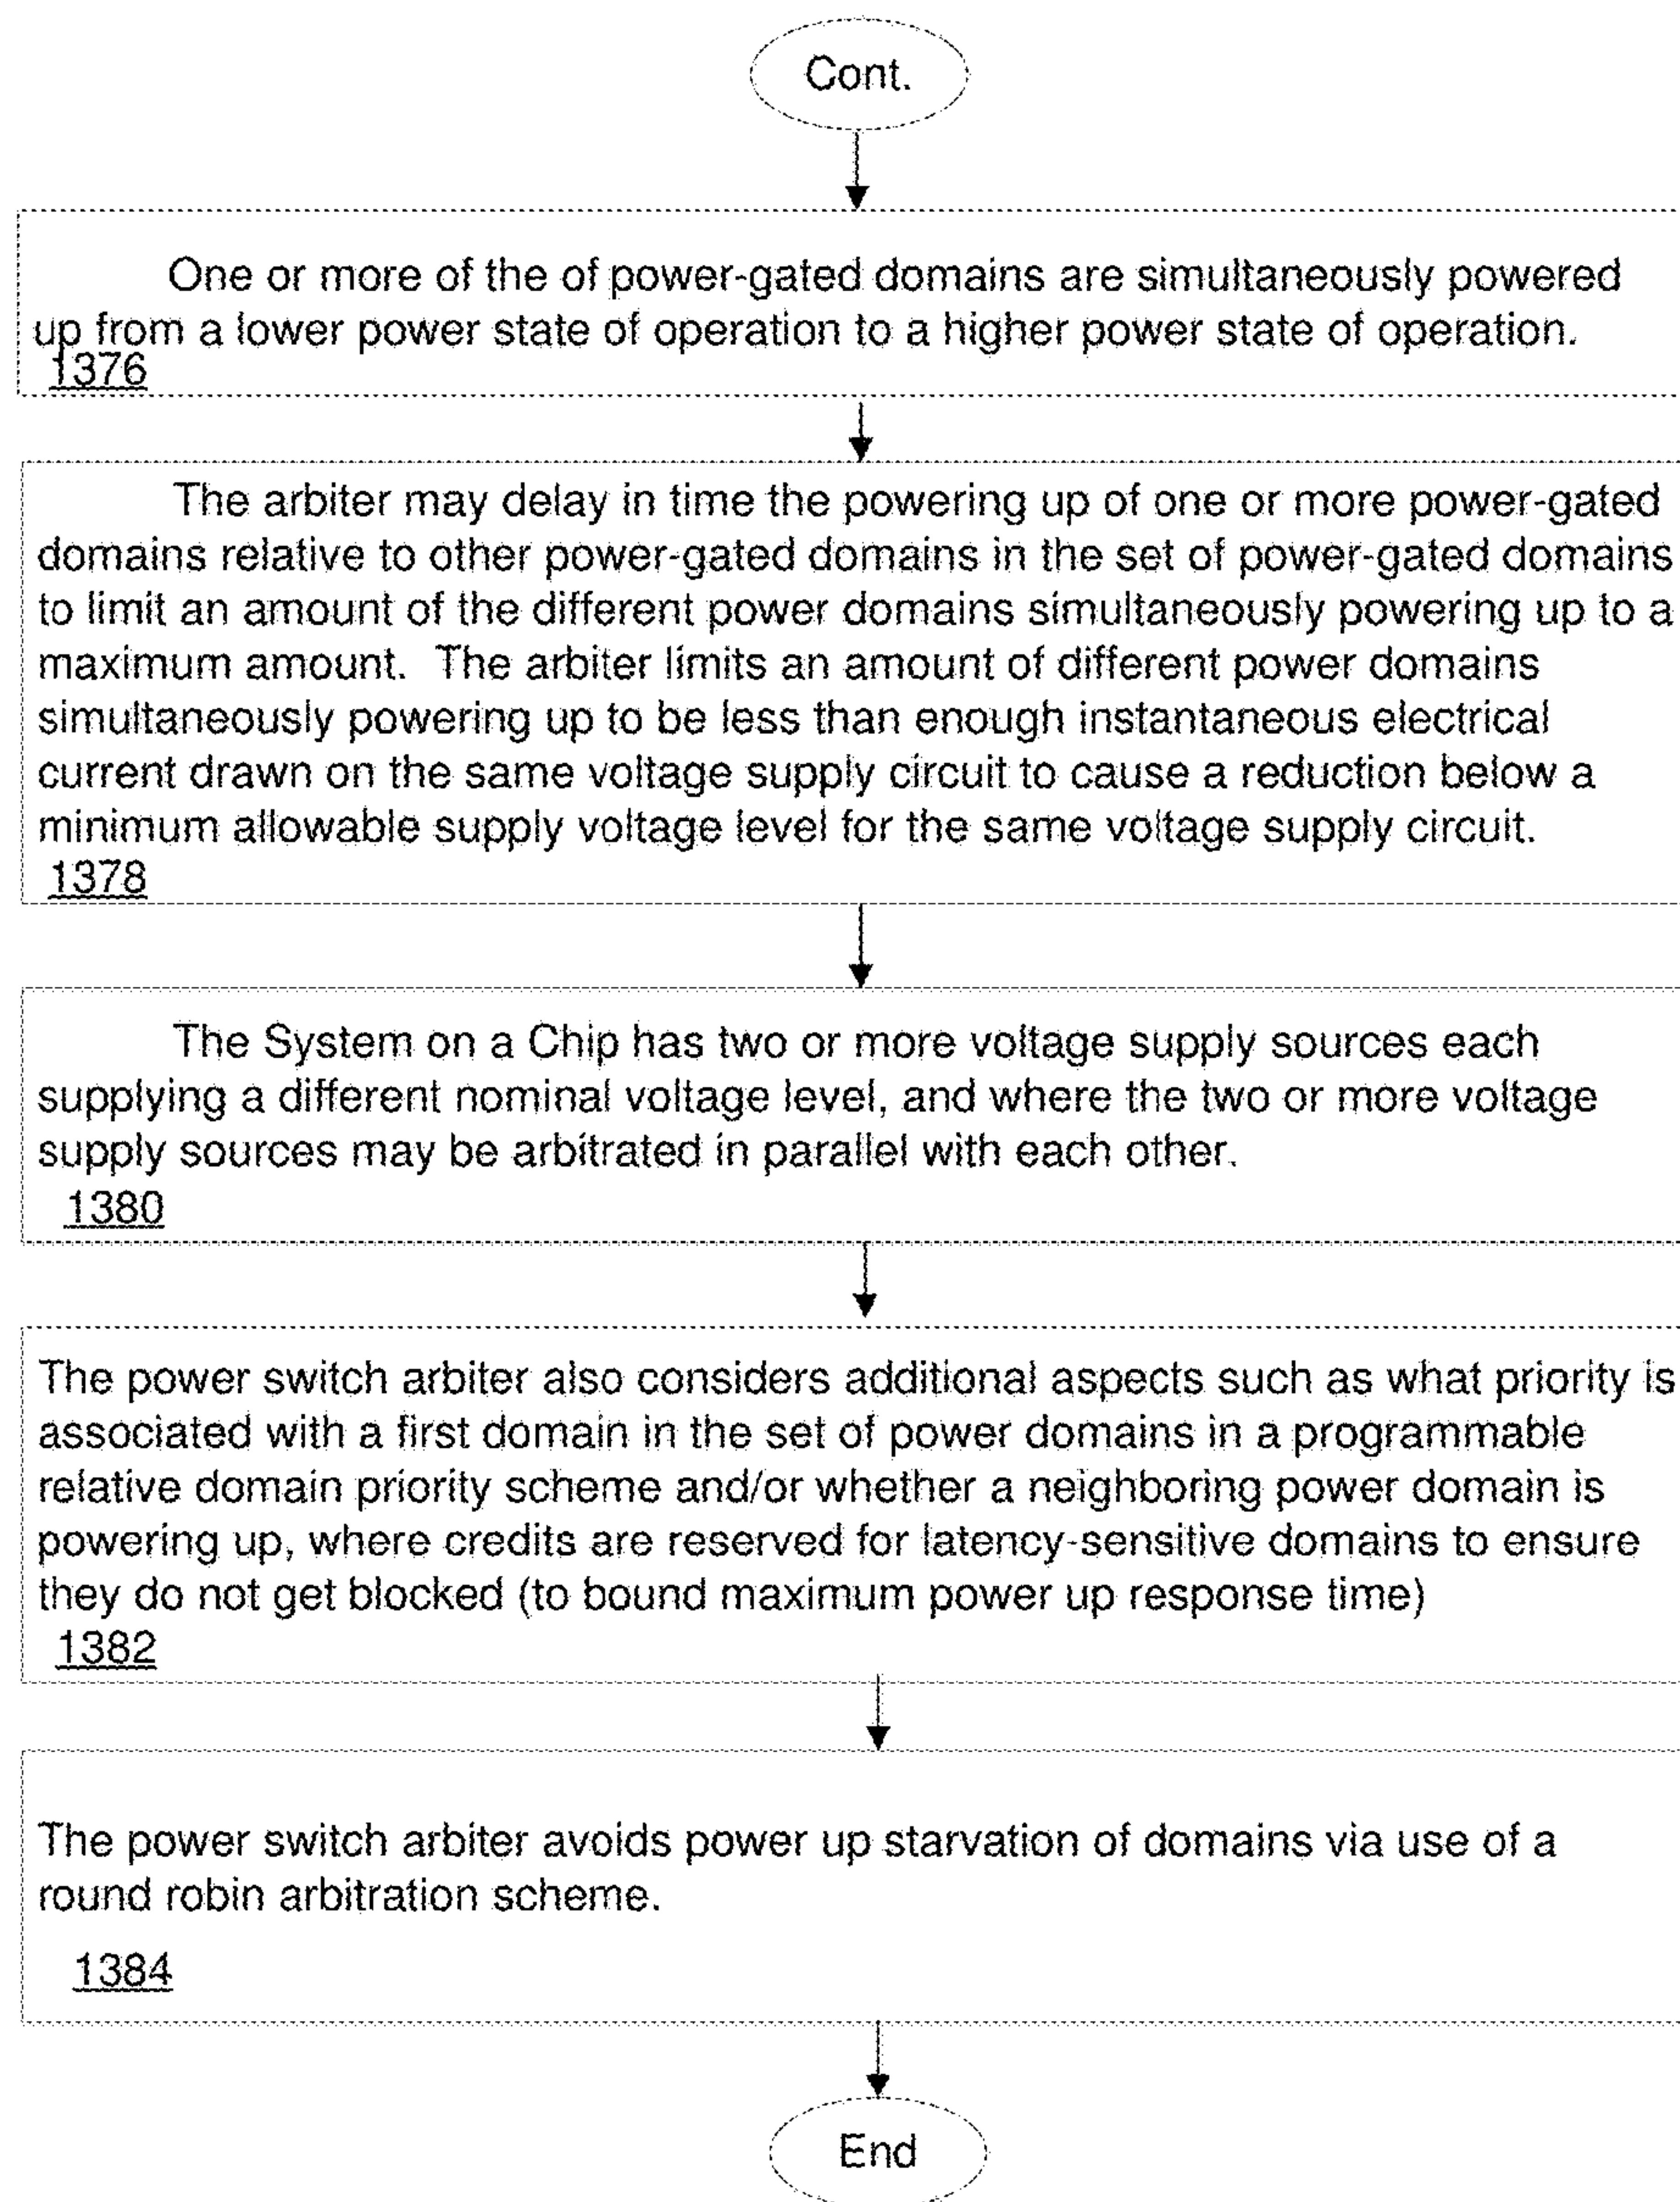 Cont.
One or more of the of power-gated domains are simultaneously powered
up from a lower power state of operation to a higher power state of operation.
1376
The arbiter may delay in time the powering up of one or more power-gated
domains relative to other power-gated domains in the set of power-gated domains
to limit an amount of the different power domains simultaneously powering up to a
maximum amount.  The arbiter limits an amount of different power domains
simultaneously powering up to be less than enough instantaneous electrical
current drawn on the same voltage supply circuit to cause a reduction below a
minimum allowable supply voltage level for the same voltage supply circuit.
1378
The System on a Chip has two or more voltage supply sources each
supplying a different nominal voltage level, and where the two or more voltage
supply sources may be arbitrated in parallel with each other.
1380
The power switch arbiter also considers additional aspects such as what priority is
associated with a first domain in the set of power domains in a programmable
relative domain priority scheme and/or whether a neighboring power domain is
powering up, where credits are reserved for latency-sensitive domains to ensure
they do not get blocked (to bound maximum power up response time)
1382
The power switch arbiter avoids power up starvation of domains via use of a
round robin arbitration scheme.
1384
End